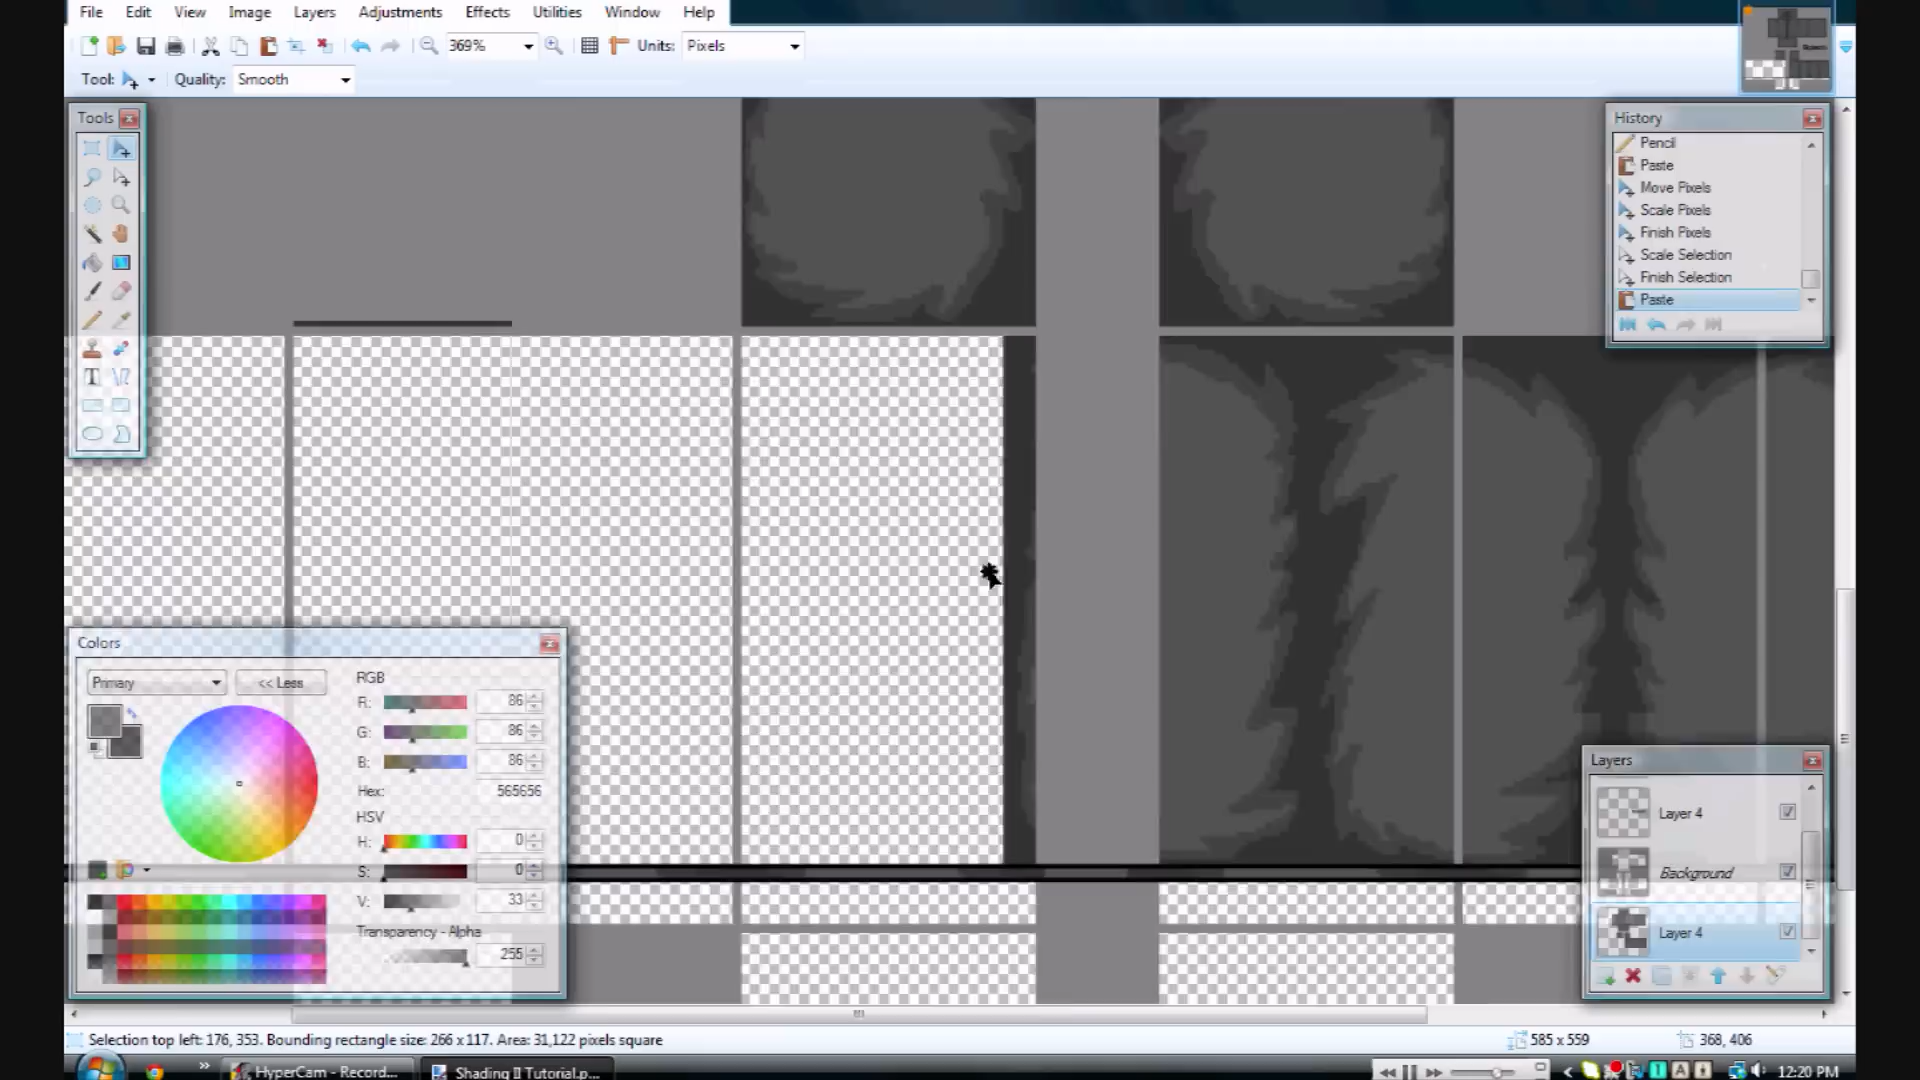 File Edit View Image Layers Adjustments Effects Utilities Window Help
369% Units: Pixels
Tool: Quality: Smooth
Tools
History
Pencil
Paste
Move Pixels
Scale Pixels
Finish Pixels
Scale Selection
Finish Selection
Paste
T
Colors
Primary << Less
RGB
R: 86
G: 86
B: 86
Hex: 565656
HSV
H: 0
S: 0
V: 33
Transparency - Alpha
255
Layers
Layer 4
Background
Layer 4
Selection top left: 176, 353. Bounding rectangle size: 266 x 117. Area: 31,122 pixels square 585 x 559 368, 406
» HyperCam - Record... Shading II Tutorial.p... 12:20 PM